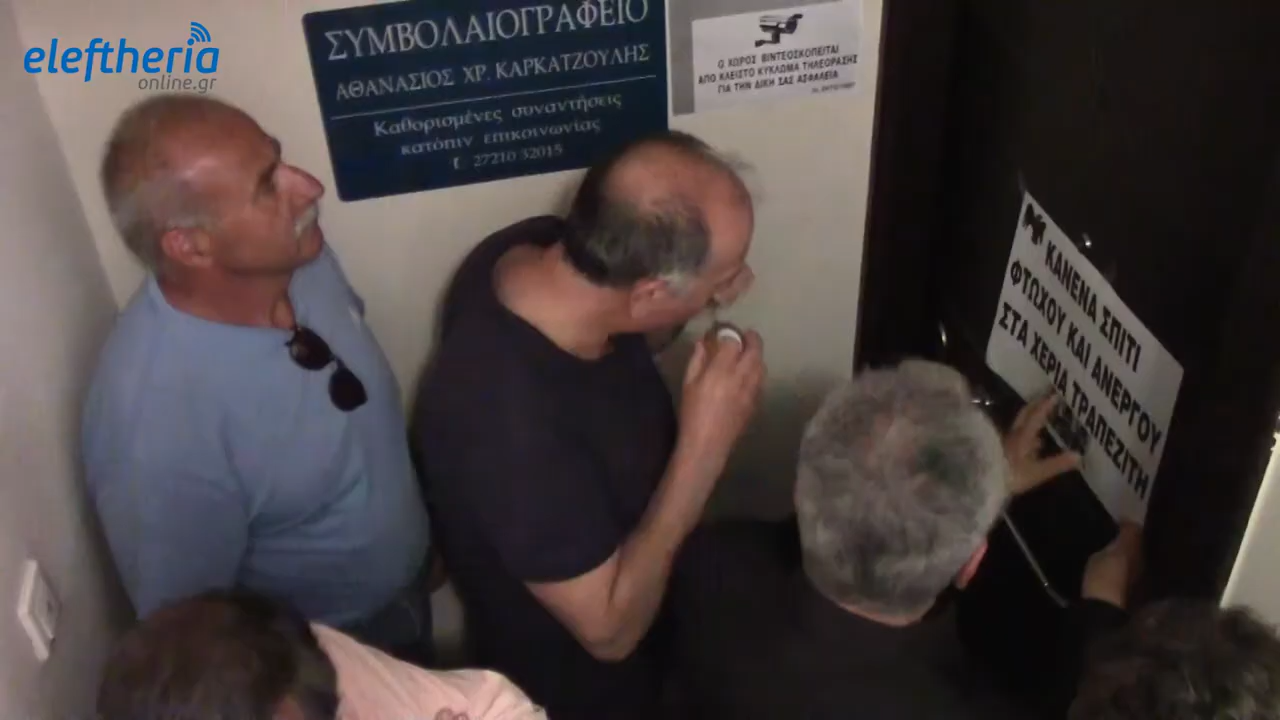 eleftheria
online.gr
ΣΥΜΒΟΛΑΙΟΓΡΑΦΕΙΟ
ΑΘΑΝΑΣΙΟΣ ΧΡ. ΚΑΡΚΑΤΖΟΥΛΗΣ
Καθορισμένες συναντήσεις
κατόπιν επικοινωνίας
τ. 27210 32015
Ο ΧΩΡΟΣ ΒΙΝΤΕΟΣΚΟΠΕΙΤΑΙ
ΑΠΟ ΚΛΕΙΣΤΟ ΚΥΚΛΩΜΑ ΤΗΛΕΟΡΑΣΗΣ
ΓΙΑ ΤΗΝ ΔΙΚΗ ΣΑΣ ΑΣΦΑΛΕΙΑ
ΚΑΝΕΝΑ ΣΠΙΤΙ
ΦΤΩΧΟΥ ΚΑΙ ΑΝΕΡΓΟΥ
ΣΤΑ ΧΕΡΙΑ ΤΡΑΠΕΖΙΤΗ